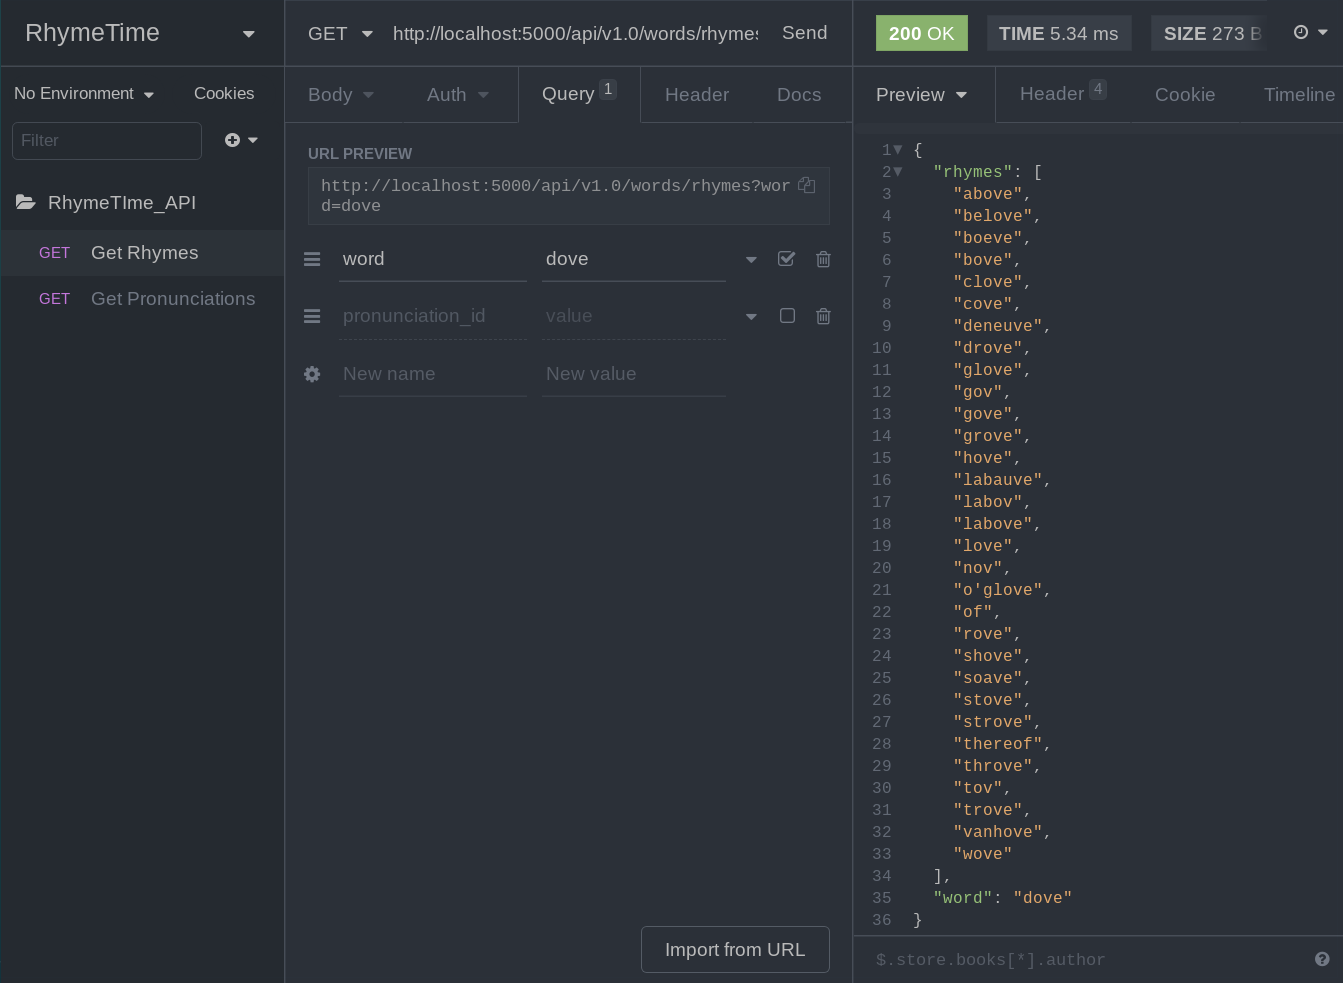 RhymeTime
No Environment
Cookies
Filter
RhymeTIme_API
GET Get Rhymes
GET Get Pronunciations
GET
http://localhost:5000/api/v1.0/words/rhymes
Send
Body
Auth
Query 1
Header
Docs
URL PREVIEW
http://localhost:5000/api/v1.0/words/rhymes?wor
d=dove
word dove
pronunciation_id value
New name New value
Import from URL
200 OK
TIME 5.34 ms
SIZE 273 B
Preview
Header 4
Cookie
Timeline
1 {
2 "rhymes": [
3 "above",
4 "belove",
5 "boeve",
6 "bove",
7 "clove",
8 "cove",
9 "deneuve",
10 "drove",
11 "glove",
12 "gov",
13 "gove",
14 "grove",
15 "hove",
16 "labauve",
17 "labov",
18 "labove",
19 "love",
20 "nov",
21 "o'glove",
22 "of",
23 "rove",
24 "shove",
25 "soave",
26 "stove",
27 "strove",
28 "thereof",
29 "throve",
30 "tov",
31 "trove",
32 "vanhove",
33 "wove"
34 ],
35 "word": "dove"
36 }
$.store.books[*].author